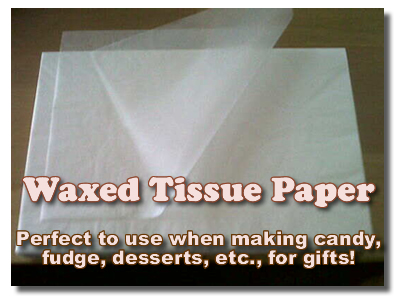 Waxed Tissue Paper
Perfect to use when making candy,
fudge, desserts, etc., for gifts!